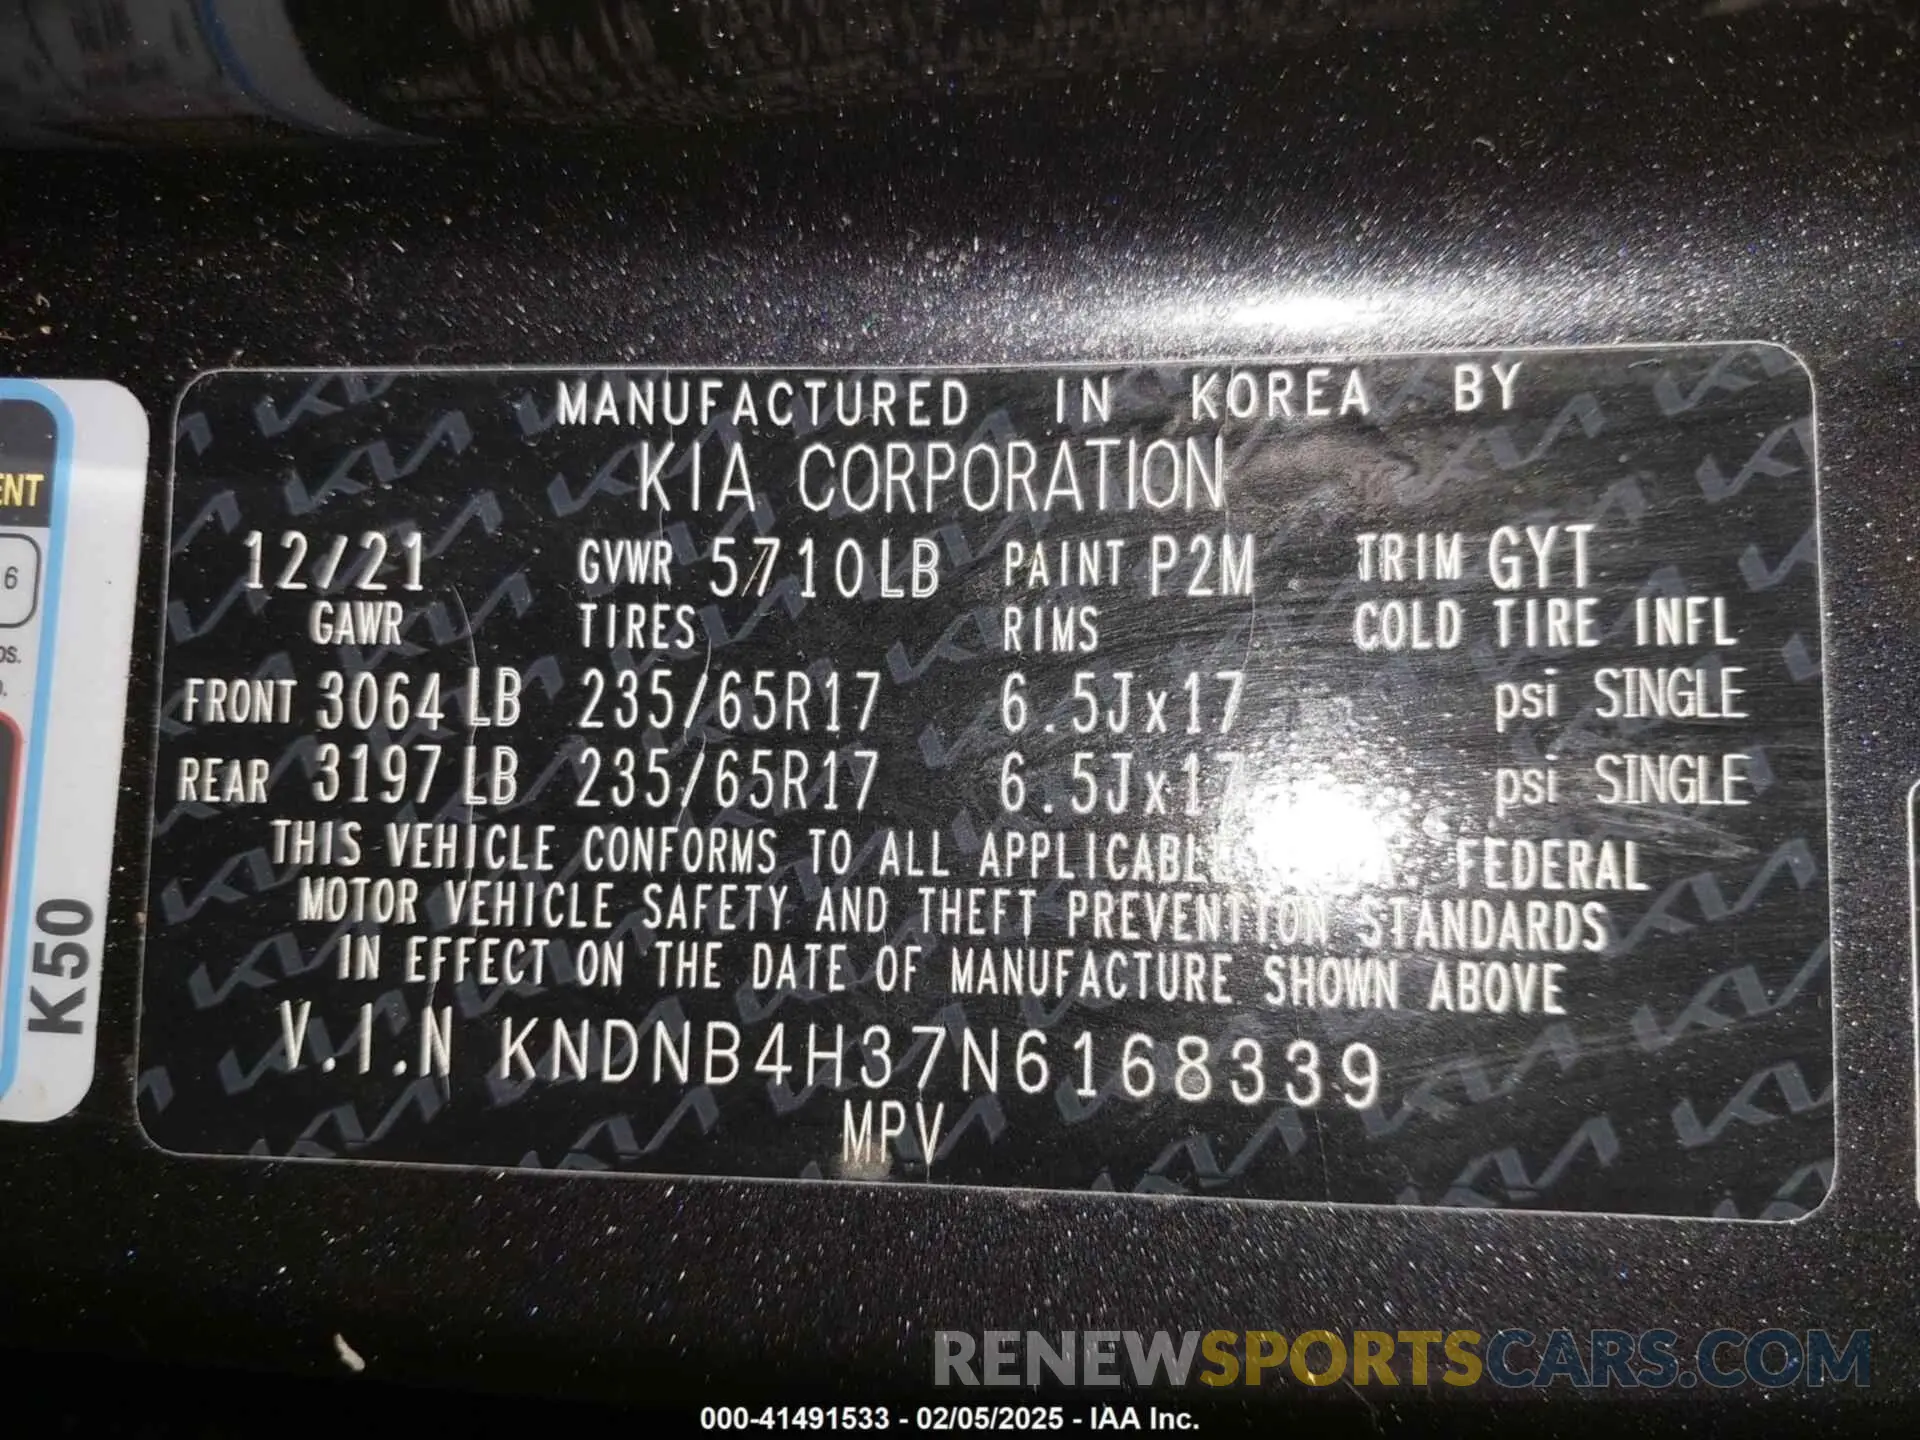 MANUFACTURED IN KOREA BY
KIA CORPORATION
12/21 GVWR 5710LB PAINT P2M TRIM GYT
GAWR TIRES RIMS COLD TIRE INFL
FRONT 3064 LB 235/65R17 6.5Jx17 psi SINGLE
REAR 3197 LB 235/65R17 6.5Jx17 psi SINGLE
THIS VEHICLE CONFORMS TO ALL APPLICABLE FEDERAL
MOTOR VEHICLE SAFETY AND THEFT PREVENTION STANDARDS
IN EFFECT ON THE DATE OF MANUFACTURE SHOWN ABOVE
V.I.N KNDNB4H37N6168339
MPV
K50
6
RENEWSPORTSCARS.COM
000-41491533 - 02/05/2025 - IAA Inc.